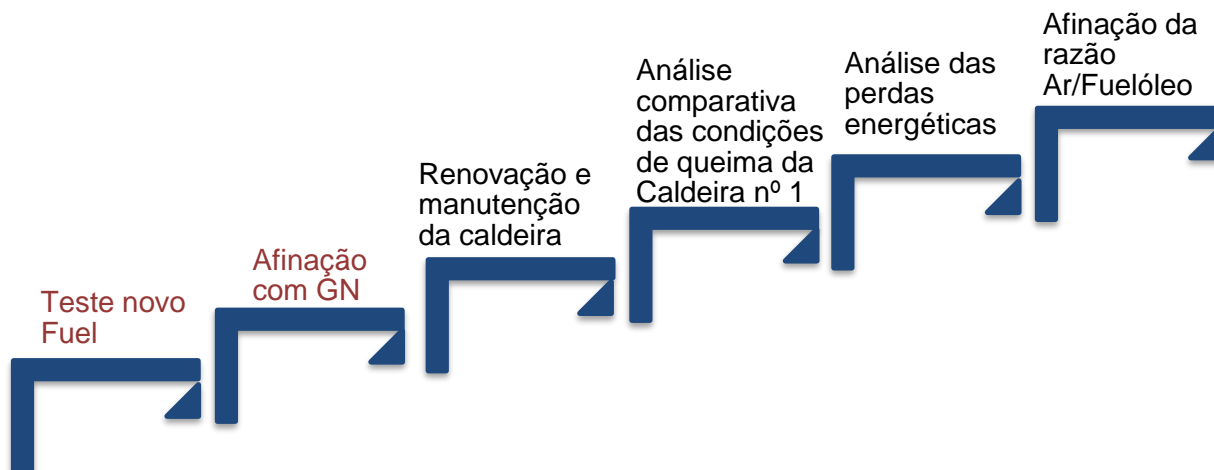 Teste novo
Fuel
Afinação
com GN
Renovação e
manutenção
da caldeira
Análise
comparativa
das condições
de queima da
Caldeira nº 1
Análise das
perdas
energéticas
Afinação da
razão
Ar/Fuelóleo